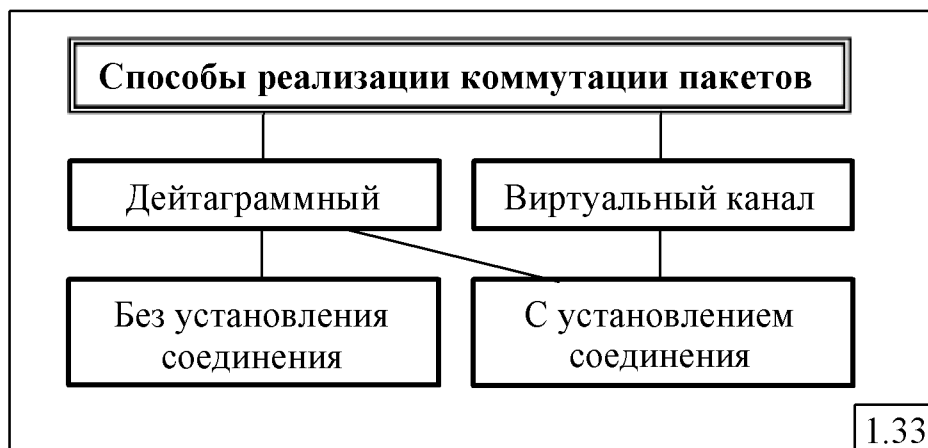 Способы реализации коммутации пакетов
Дейтаграммный
Виртуальный канал
Без установления
соединения
С установлением
соединения
1.33